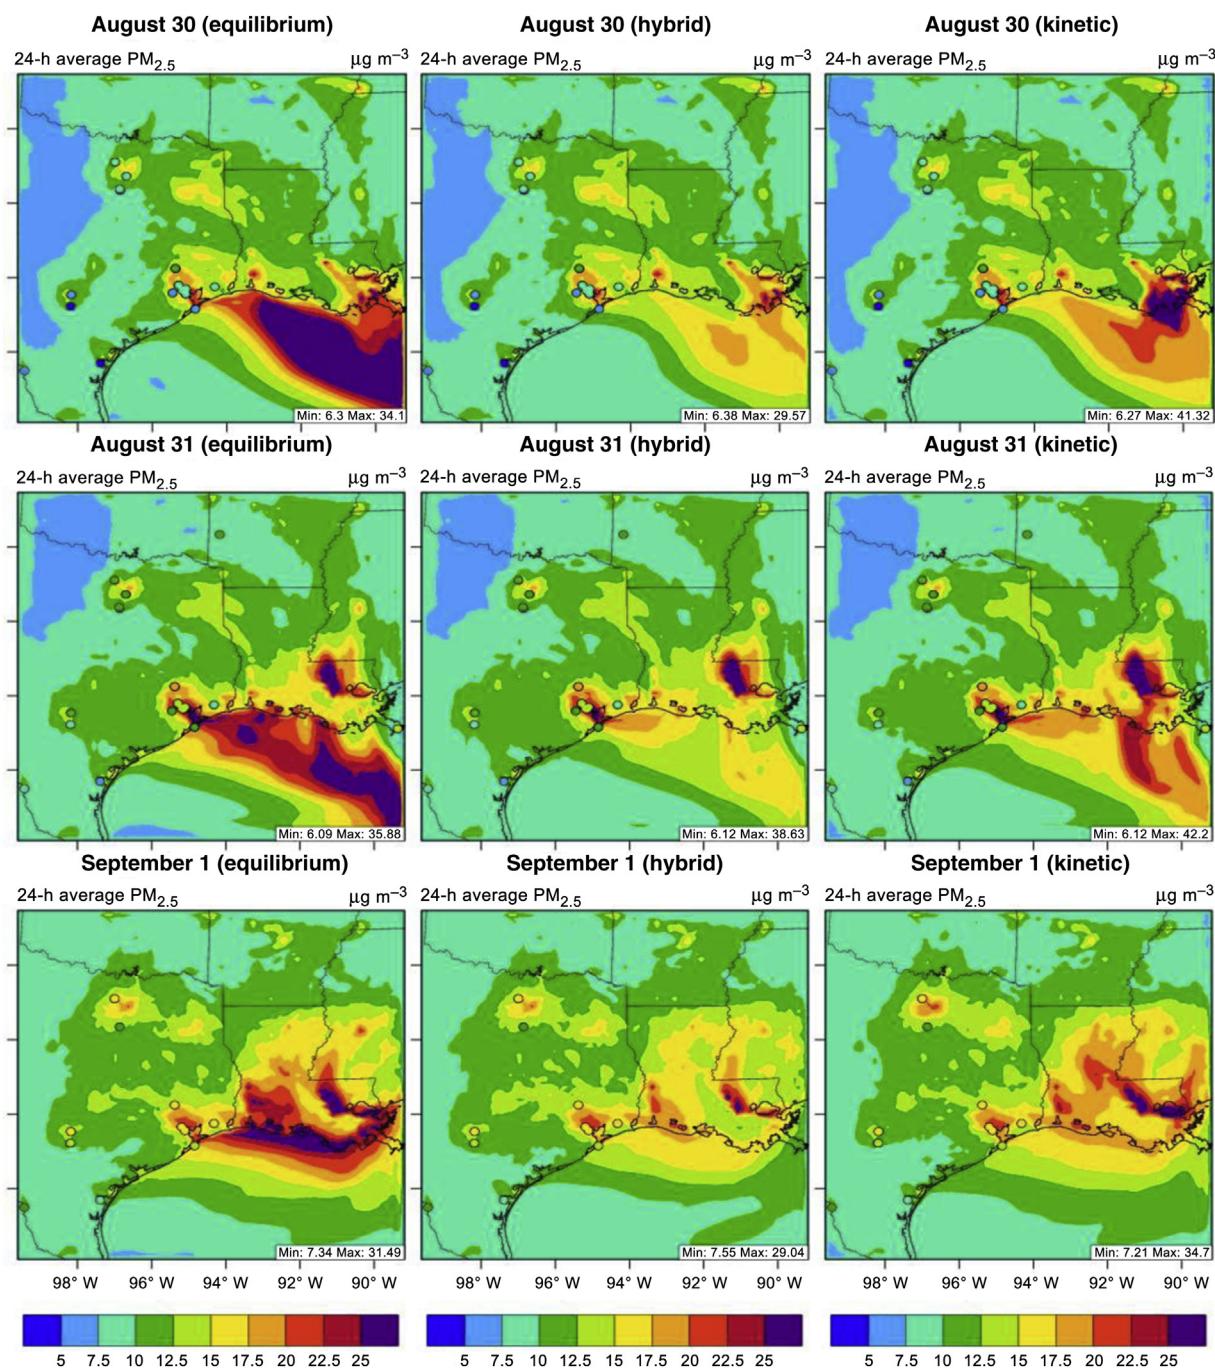 August 30 (equilibrium) August 30 (hybrid) August 30 (kinetic)
24-h average PM2.5 μg m–3 24-h average PM2.5 μg m–3 24-h average PM2.5 μg m–3
Min: 6.3 Max: 34.1 Min: 6.38 Max: 29.57 Min: 6.27 Max: 41.32
August 31 (equilibrium) August 31 (hybrid) August 31 (kinetic)
24-h average PM2.5 μg m–3 24-h average PM2.5 μg m–3 24-h average PM2.5 μg m–3
Min: 6.09 Max: 35.88 Min: 6.12 Max: 38.63 Min: 6.12 Max: 42.2
September 1 (equilibrium) September 1 (hybrid) September 1 (kinetic)
24-h average PM2.5 μg m–3 24-h average PM2.5 μg m–3 24-h average PM2.5 μg m–3
Min: 7.34 Max: 31.49 Min: 7.55 Max: 29.04 Min: 7.21 Max: 34.7
98° W 96° W 94° W 92° W 90° W 98° W 96° W 94° W 92° W 90° W 98° W 96° W 94° W 92° W 90° W
5 7.5 10 12.5 15 17.5 20 22.5 25 5 7.5 10 12.5 15 17.5 20 22.5 25 5 7.5 10 12.5 15 17.5 20 22.5 25